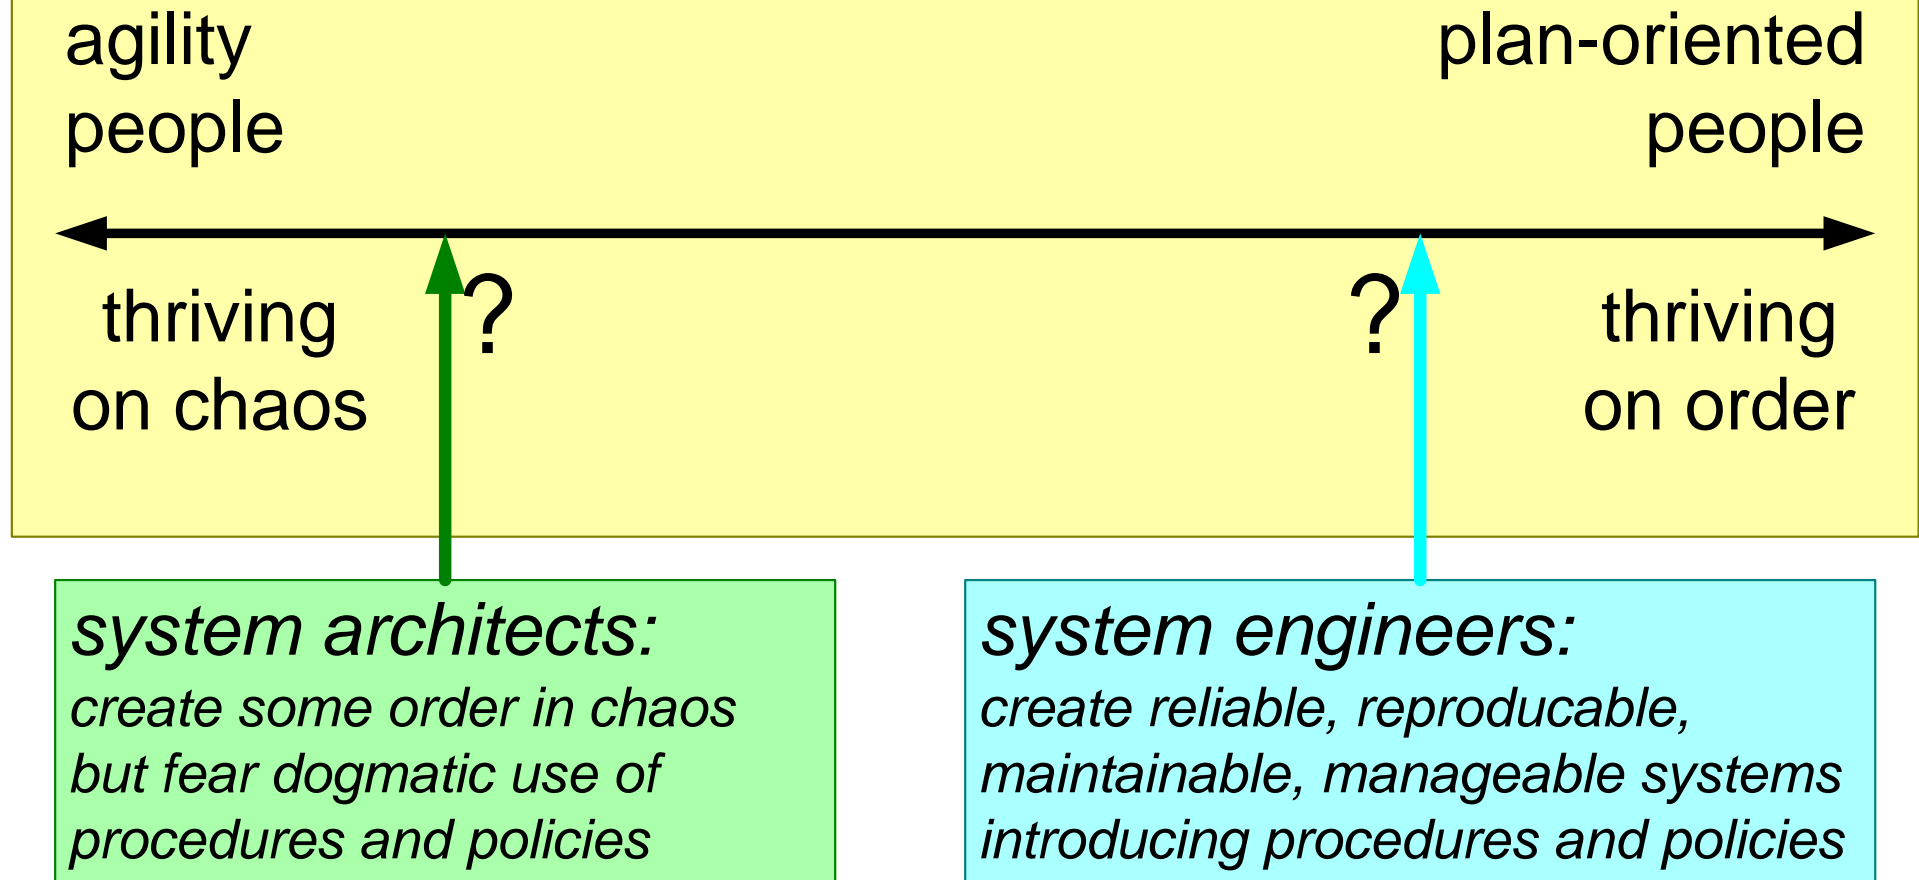 agility
people
plan-oriented
people
?
?
thriving
on chaos
thriving
on order
system architects:
create some order in chaos
but fear dogmatic use of
procedures and policies
system engineers:
create reliable, reproducable,
maintainable, manageable systems
introducing procedures and policies